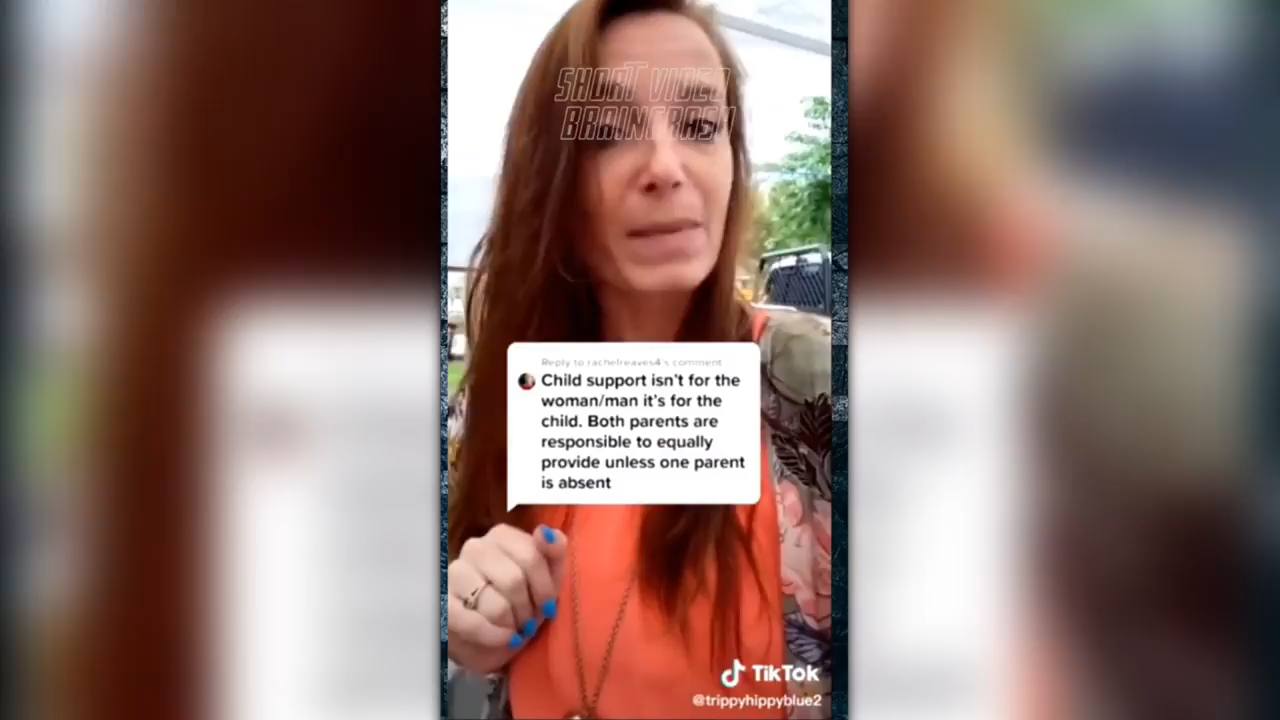 SHORT VIDEO
BRAINCRASH
Reply to rachelreaves4's comment
Child support isn't for the
woman/man it's for the
child. Both parents are
responsible to equally
provide unless one parent
is absent
TikTok
@trippyhippyblue2